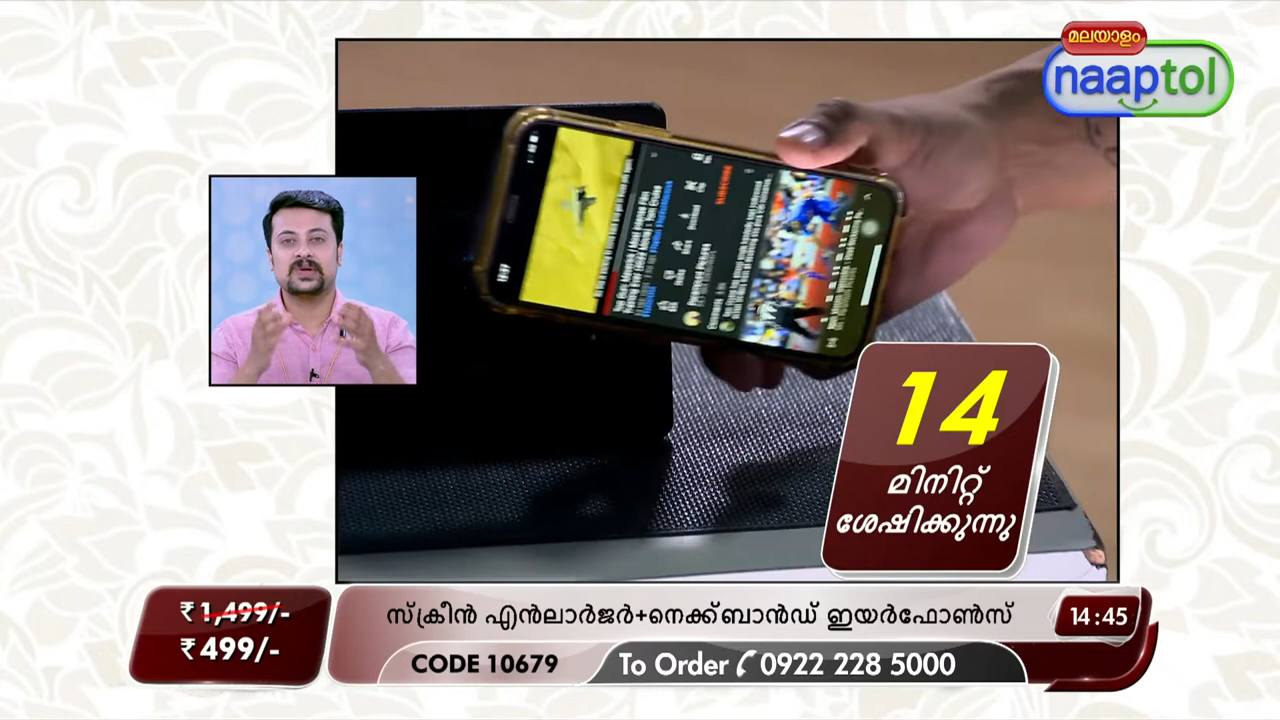 മലയാളം
naaptol
SUBSCRIBE
14
മിനിറ്റ്
ശേഷിക്കുന്നു
₹1,499/-
₹499/-
സ്ക്രീൻ എൻലാർജർ+നെക്ക്ബാൻഡ് ഇയർഫോൺസ്
14:45
CODE 10679
To Order 0922 228 5000